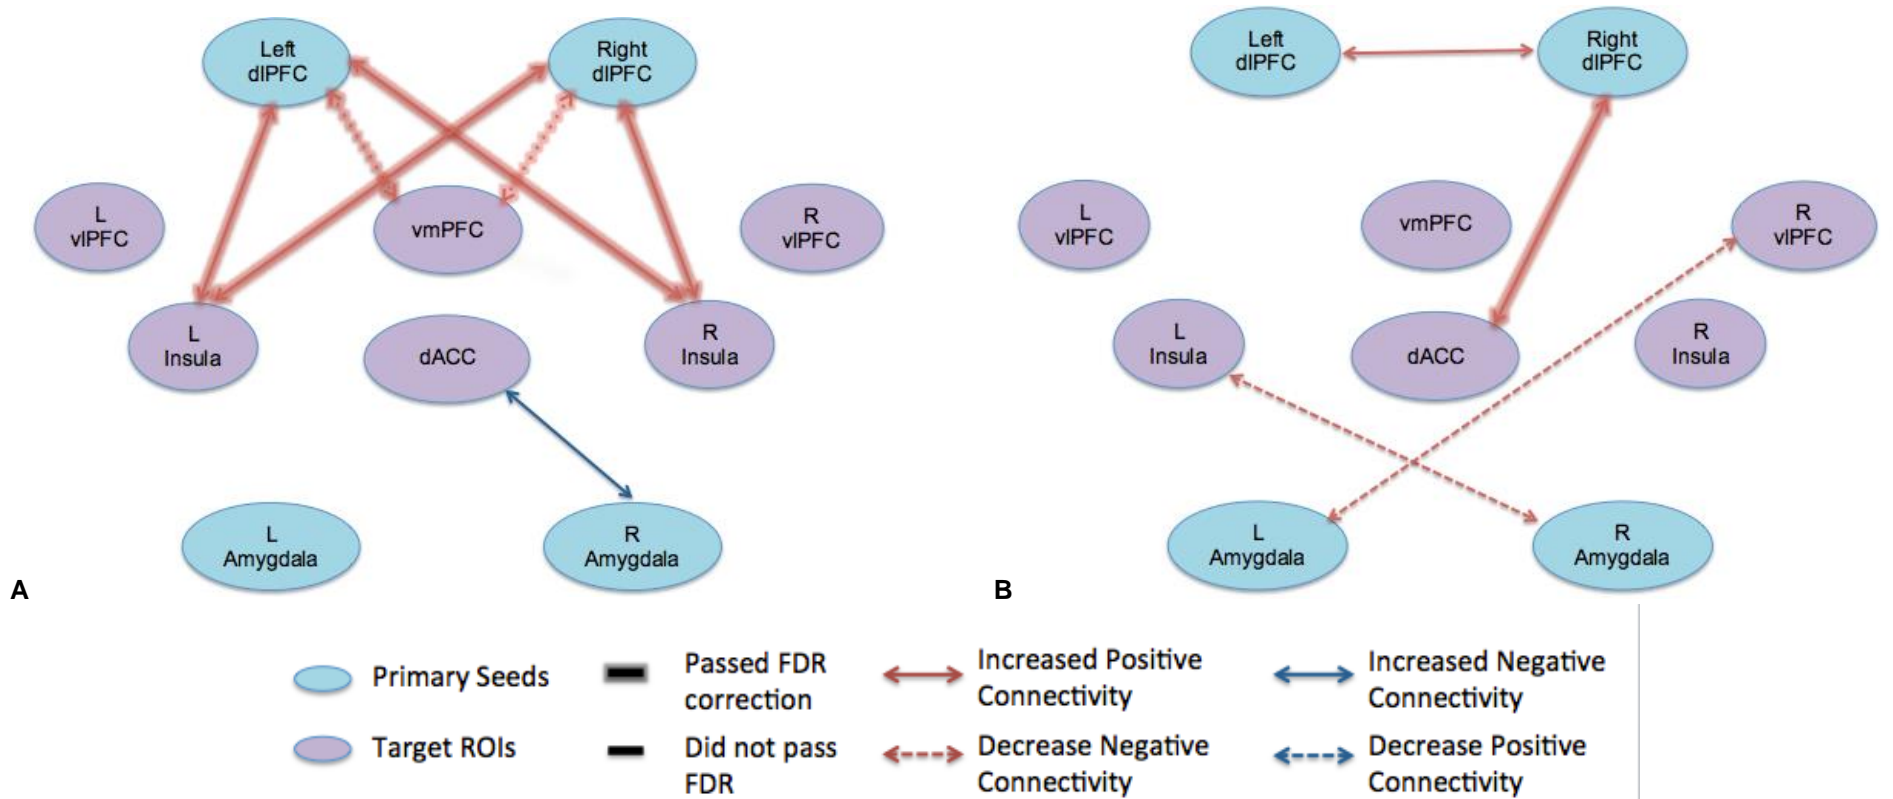 Left
dlPFC
Right
dlPFC
L
vlPFC
vmPFC
R
vlPFC
L
Insula
dACC
R
Insula
L
Amygdala
R
Amygdala
A
Left
dlPFC
Right
dlPFC
L
vlPFC
vmPFC
R
vlPFC
L
Insula
dACC
R
Insula
L
Amygdala
R
Amygdala
B
Primary Seeds
Target ROIs
Passed FDR
correction
Did not pass
FDR
Increased Positive
Connectivity
Decrease Negative
Connectivity
Increased Negative
Connectivity
Decrease Positive
Connectivity